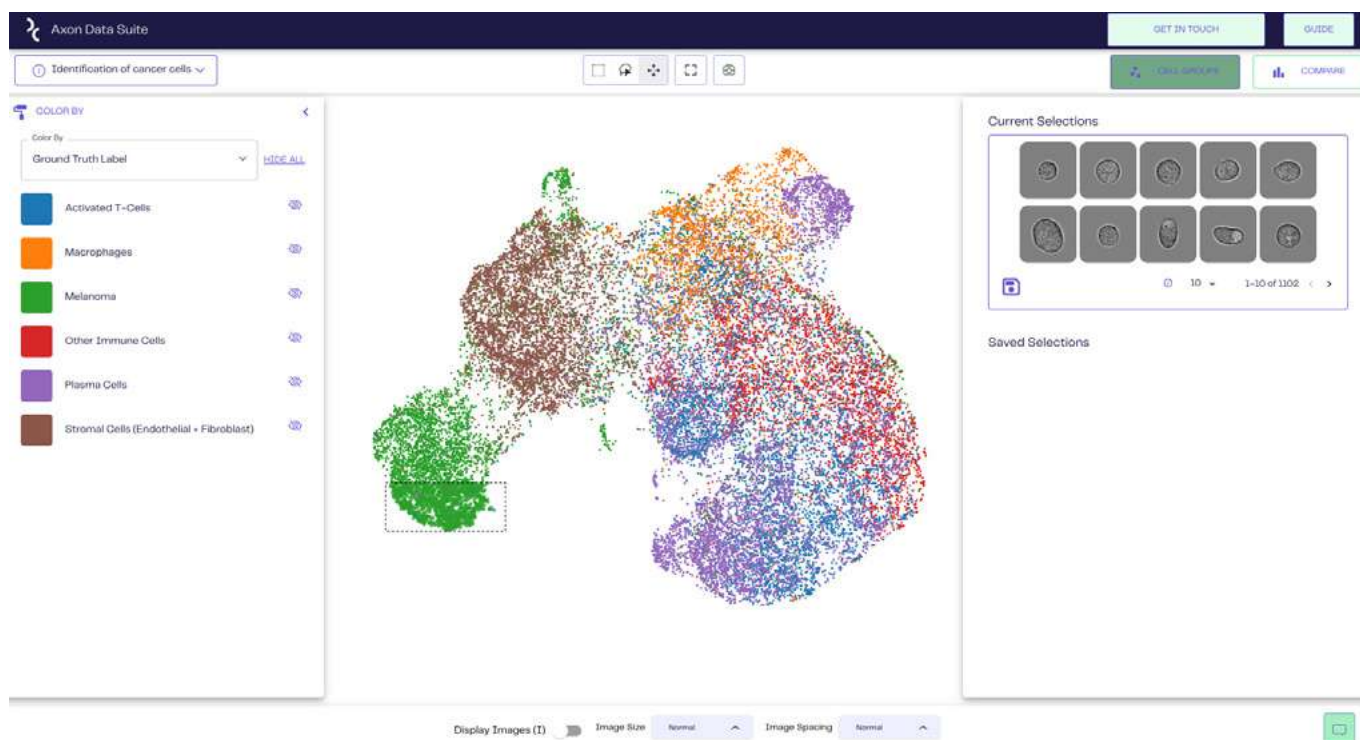 Axon Data Suite
GET IN TOUCH
GUIDE
Identification of cancer cells
CELL GROUPS
COMPARE
COLOR BY
Color By
Ground Truth Label
HIDE ALL
Activated T-Cells
Macrophages
Melanoma
Other Immune Cells
Plasma Cells
Stromal Cells (Endothelial + Fibroblast)
Current Selections
10
1-10 of 1102
Saved Selections
Display Images (I)
Image Size
Normal
Image Spacing
Normal